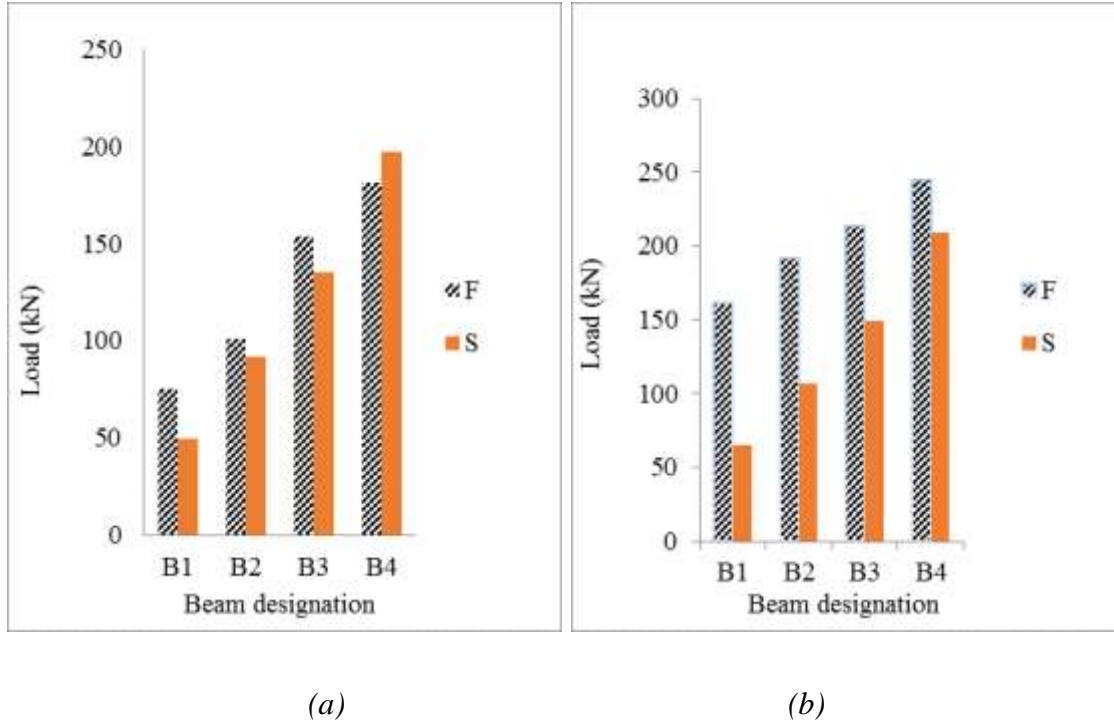 250
200
150
100
50
0
Load (kN)
B1 B2 B3 B4
Beam designation
F
S
300
250
200
150
100
50
0
Load (kN)
B1 B2 B3 B4
Beam designation
F
S
(a) (b)